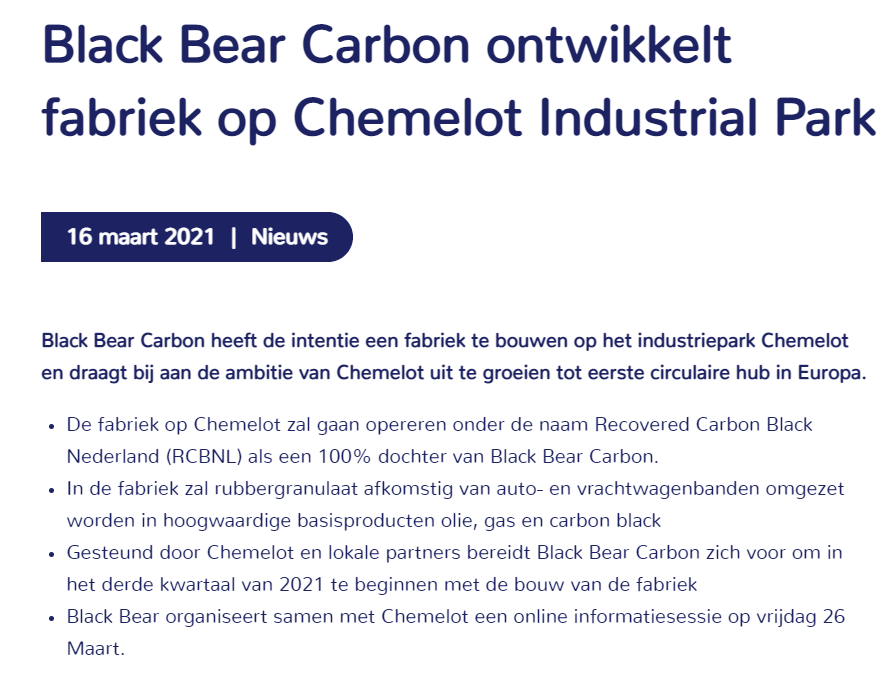 Black Bear Carbon ontwikkelt
fabriek op Chemelot Industrial Park
16 maart 2021 | Nieuws
Black Bear Carbon heeft de intentie een fabriek te bouwen op het industriepark Chemelot
en draagt bij aan de ambitie van Chemelot uit te groeien tot eerste circulaire hub in Europa.
• De fabriek op Chemelot zal gaan opereren onder de naam Recovered Carbon Black
Nederland (RCBNL) als een 100% dochter van Black Bear Carbon.
• In de fabriek zal rubbergranulaat afkomstig van auto- en vrachtwagenbanden omgezet
worden in hoogwaardige basisproducten olie, gas en carbon black
• Gesteund door Chemelot en lokale partners bereidt Black Bear Carbon zich voor om in
het derde kwartaal van 2021 te beginnen met de bouw van de fabriek
• Black Bear organiseert samen met Chemelot een online informatiesessie op vrijdag 26
Maart.